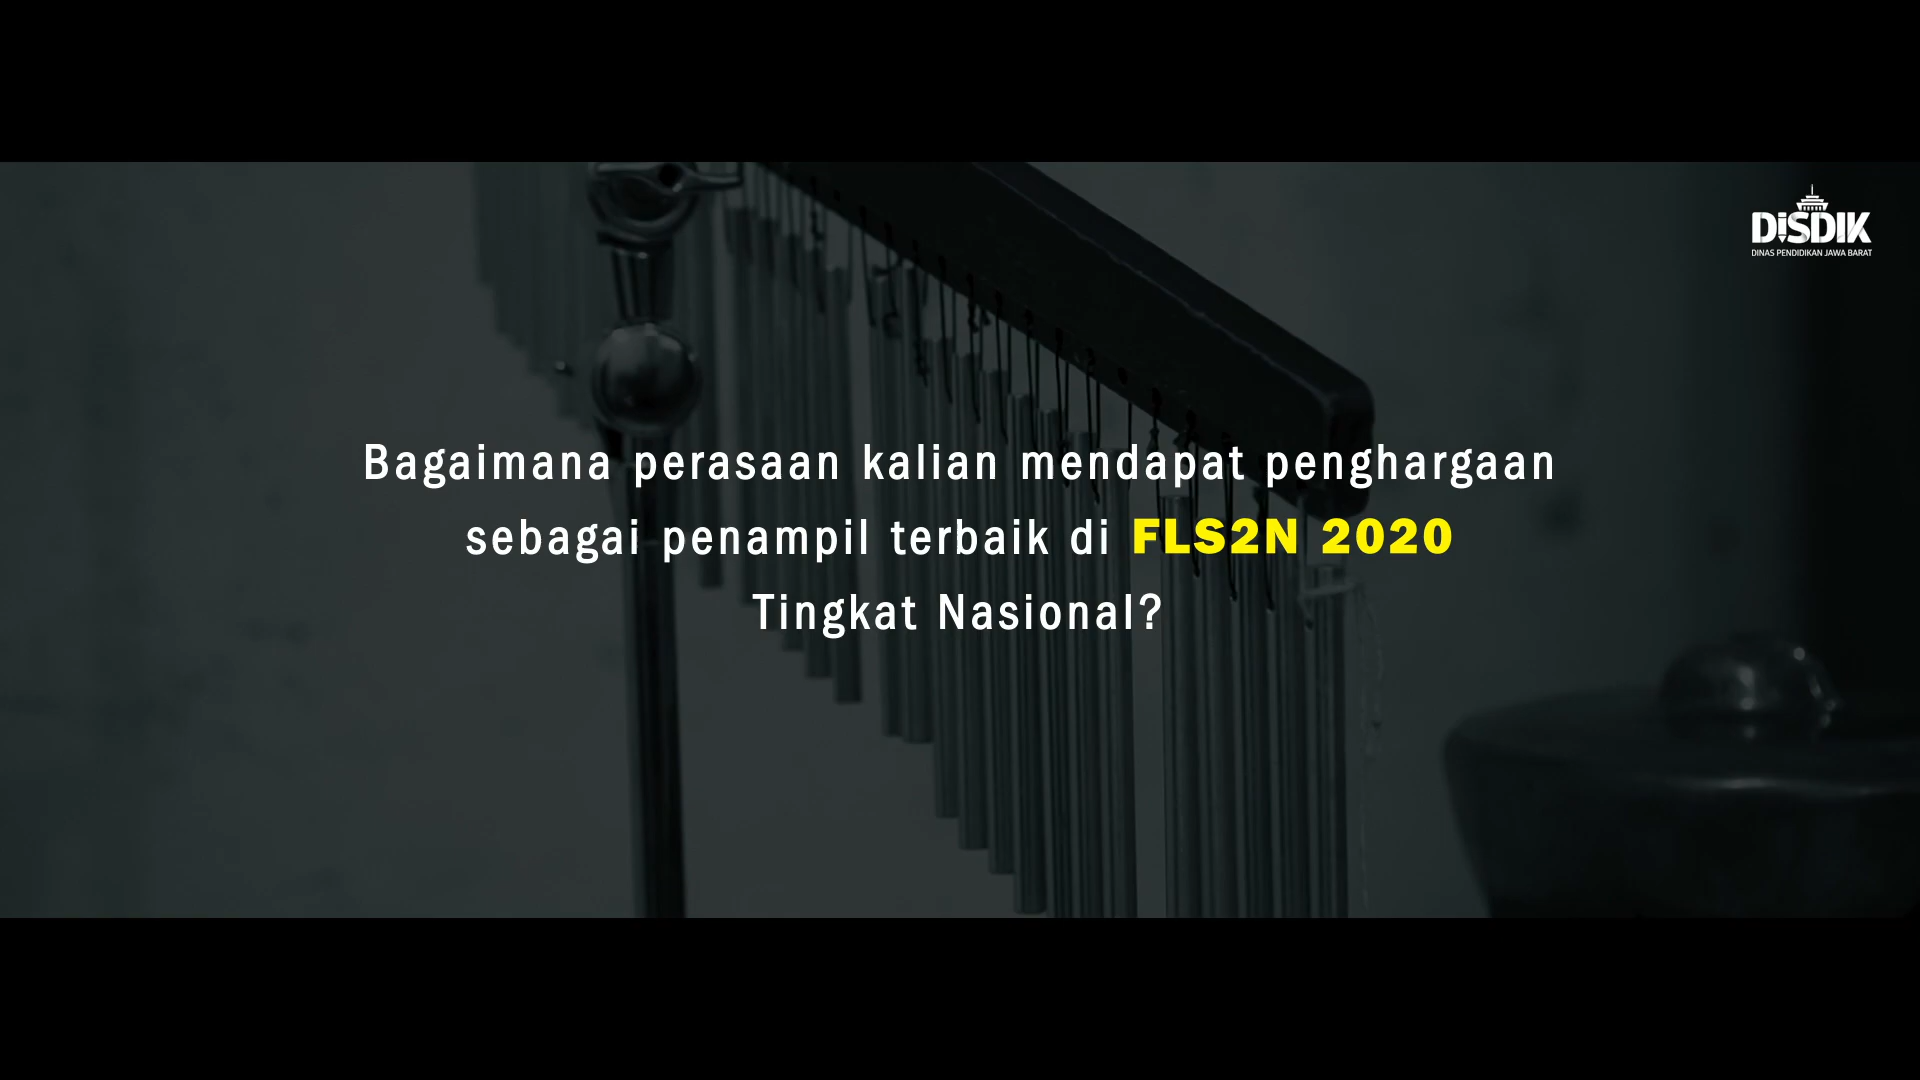 DISDIK
DINAS PENDIDIKAN JAWA BARAT
Bagaimana perasaan kalian mendapat penghargaan
sebagai penampil terbaik di FLS2N 2020
Tingkat Nasional?